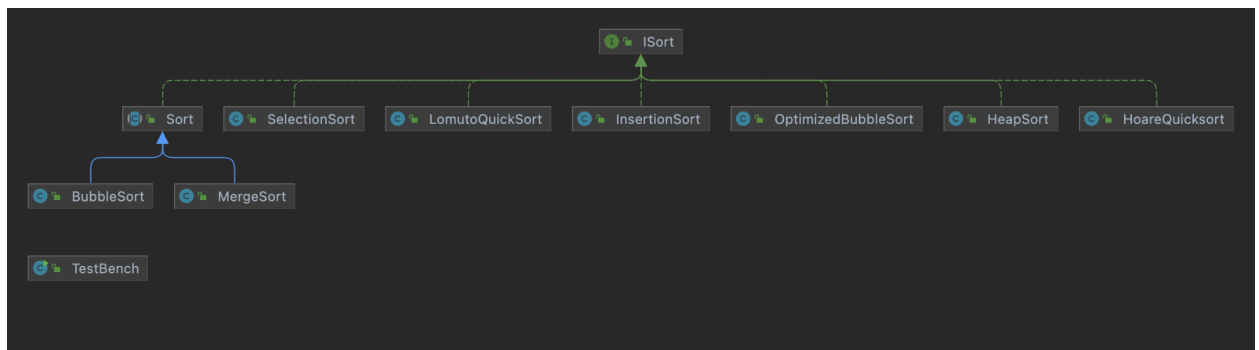 ISort
Sort SelectionSort LomutoQuickSort InsertionSort OptimizedBubbleSort HeapSort HoareQuicksort
BubbleSort MergeSort
TestBench